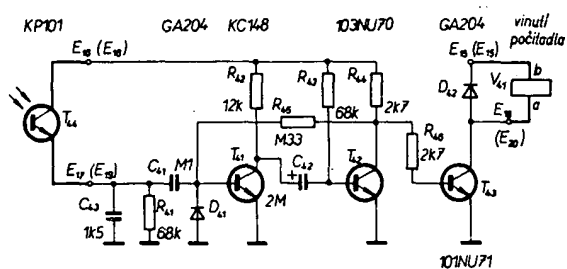 KP101 GA204 KC148 103NU70 GA204 vinutí
počítadla
E₁₅ (E₁₆) E₁₆ (E₁₅)
R₄₂ R₄₃ R₄₄ V₄₁ b
12k R₄₅ 68k 2k7 D₄₂ a
T₄₄ M33 E₁₉
(E₂₀)
E₁₇ (E₁₉) C₄₁ M1 T₄₁ C₄₂ + T₄₂ R₄₆
2k7 T₄₃
C₄₃ R₄₁ D₄₁ 2M
1k5 68k
101NU71